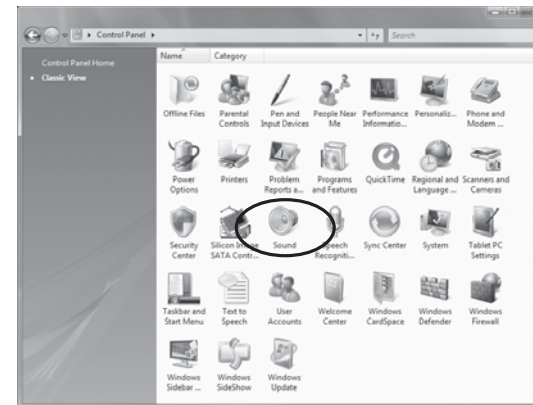 Control Panel
Search
Control Panel Home
Classic View
Name Category
Offline Files
Parental Controls
Pen and Input Devices
People Near Me
Performance Informatio...
Personaliz...
Phone and Modem ...
Power Options
Printers
Problem Reports a...
Programs and Features
QuickTime
Regional and Language ...
Scanners and Cameras
Security Center
Silicon Image SATA Contr...
Sound
Speech Recogniti...
Sync Center
System
Tablet PC Settings
Taskbar and Start Menu
Text to Speech
User Accounts
Welcome Center
Windows CardSpace
Windows Defender
Windows Firewall
Windows Sidebar ...
Windows SideShow
Windows Update